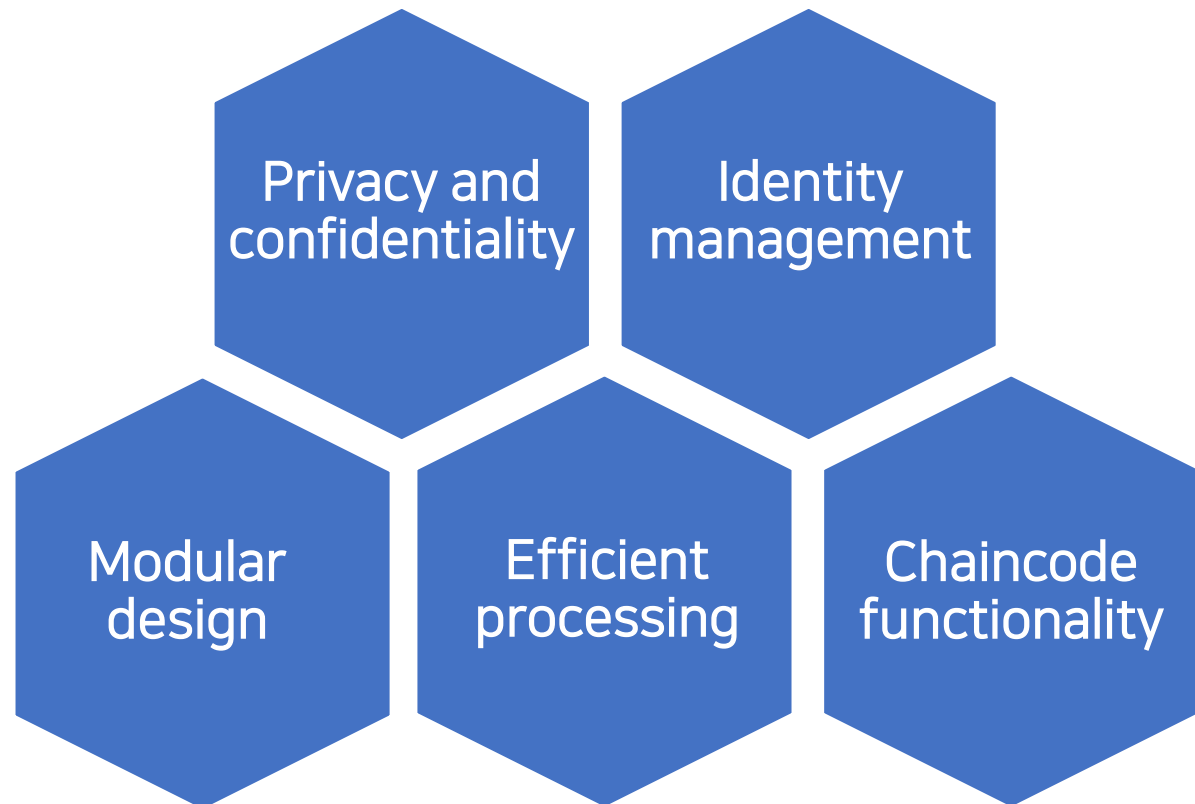 Privacy and
confidentiality
Identity
management
Modular
design
Efficient
processing
Chaincode
functionality